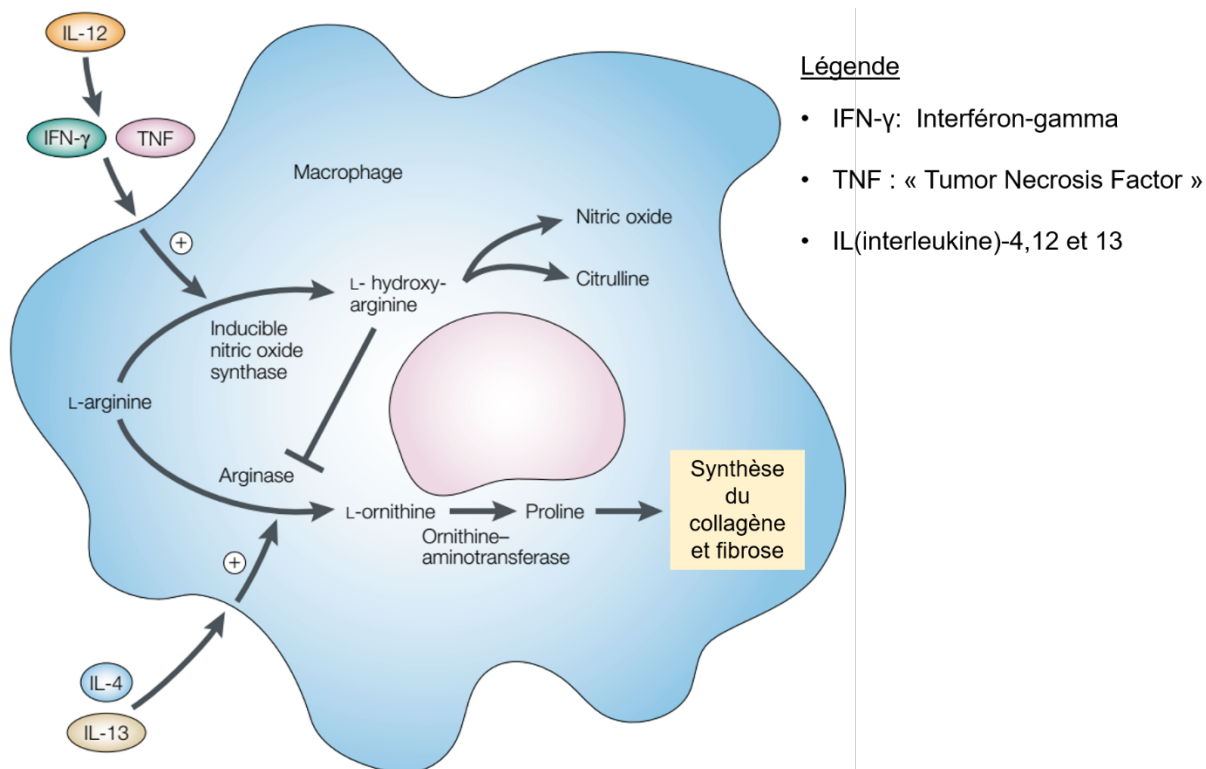 IL-12
IFN-γ
TNF
Macrophage
+
Nitric oxide
Citrulline
L- hydroxy-
arginine
Inducible
nitric oxide
synthase
L-arginine
Arginase
L-ornithine
Ornithine–
aminotransferase
Proline
Synthèse
du
collagène
et fibrose
+
IL-4
IL-13
Légende
• IFN-γ: Interféron-gamma
• TNF : « Tumor Necrosis Factor »
• IL(interleukine)-4,12 et 13